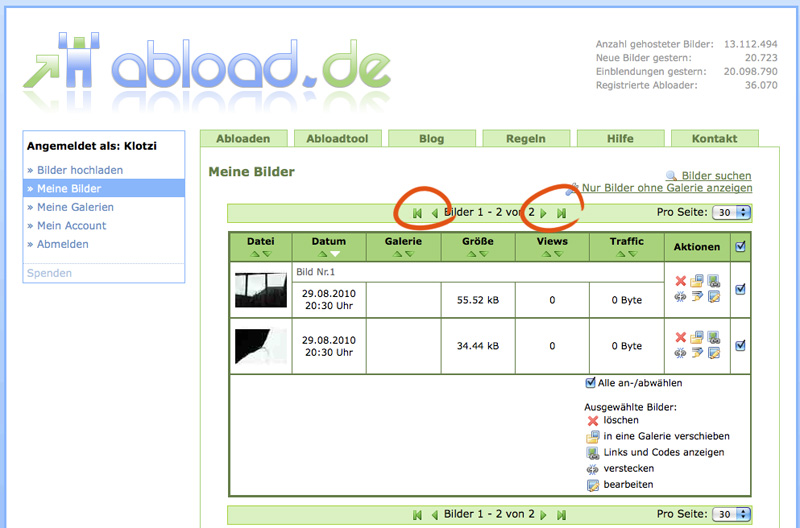 abload.de
Anzahl gehosteter Bilder: 13.112.494
Neue Bilder gestern: 20.723
Einblendungen gestern: 20.098.790
Registrierte Abloader: 36.070
Angemeldet als: Klotzi
» Bilder hochladen
» Meine Bilder
» Meine Galerien
» Mein Account
» Abmelden
Spenden
Abloaden Abloadtool Blog Regeln Hilfe Kontakt
Meine Bilder
Bilder suchen
Nur Bilder ohne Galerie anzeigen
Bilder 1 - 2 von 2 Pro Seite: 30
Datei Datum Galerie Größe Views Traffic Aktionen
Bild Nr.1
29.08.2010
20:30 Uhr 55.52 kB 0 0 Byte
29.08.2010
20:30 Uhr 34.44 kB 0 0 Byte
Alle an-/abwählen
Ausgewählte Bilder:
löschen
in eine Galerie verschieben
Links und Codes anzeigen
verstecken
bearbeiten
Bilder 1 - 2 von 2 Pro Seite: 30